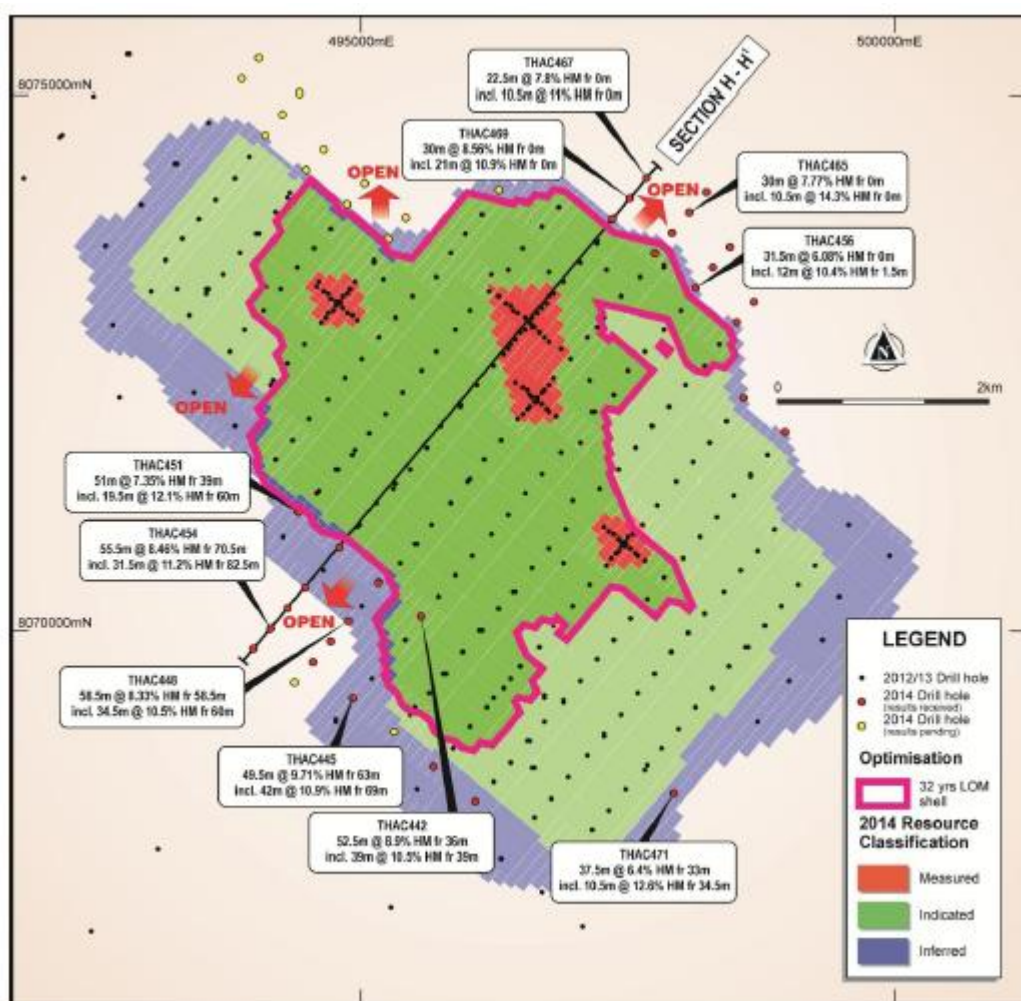 495000mE
500000mE
8075000mN
THAC467
22.5m @ 7.8% HM fr 0m
incl. 10.5m @ 11% HM fr 0m
SECTION H - H'
THAC469
30m @ 8.56% HM fr 0m
incl. 21m @ 10.9% HM fr 0m
THAC465
30m @ 7.77% HM fr 0m
incl. 10.5m @ 14.3% HM fr 0m
OPEN
OPEN
THAC456
31.5m @ 6.08% HM fr 0m
incl. 12m @ 10.4% HM fr 1.5m
N
0
2km
OPEN
THAC451
51m @ 7.35% HM fr 39m
incl. 19.5m @ 12.1% HM fr 60m
THAC454
55.5m @ 8.46% HM fr 70.5m
incl. 31.5m @ 11.2% HM fr 82.5m
OPEN
8070000mN
THAC448
58.5m @ 8.33% HM fr 58.5m
incl. 34.5m @ 10.5% HM fr 60m
THAC445
49.5m @ 9.71% HM fr 63m
incl. 42m @ 10.9% HM fr 69m
THAC442
52.5m @ 8.9% HM fr 36m
incl. 39m @ 10.5% HM fr 39m
THAC471
37.5m @ 6.4% HM fr 33m
incl. 10.5m @ 12.6% HM fr 34.5m
LEGEND
2012/13 Drill hole
2014 Drill hole
(results received)
2014 Drill hole
(results pending)
Optimisation
32 yrs LOM
shell
2014 Resource
Classification
Measured
Indicated
Inferred